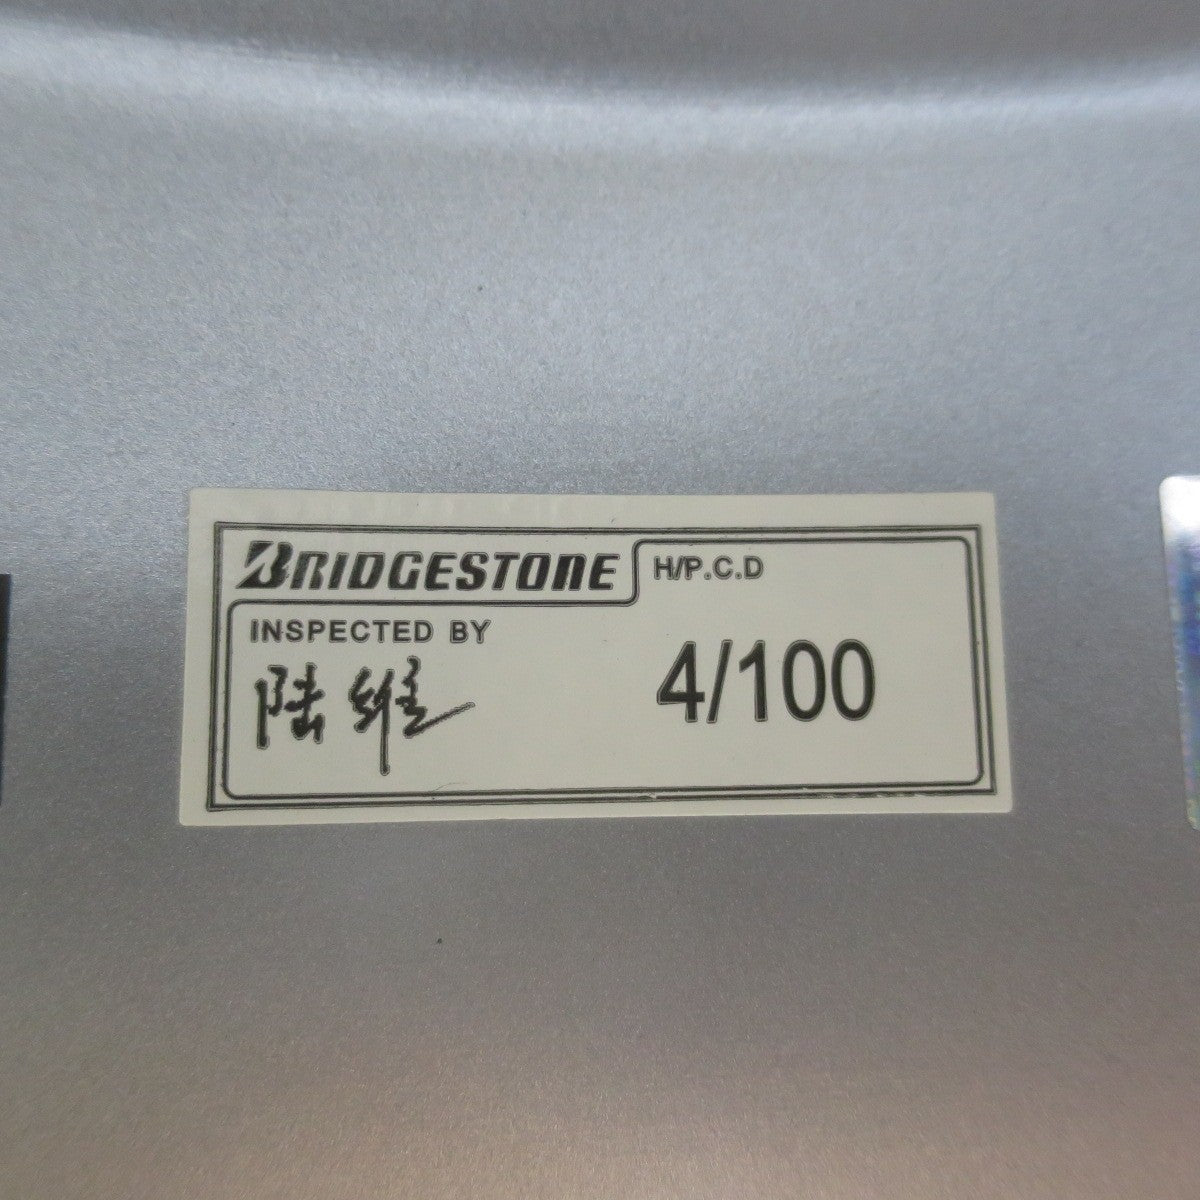 BRIDGESTONE
H/P.C.D
INSPECTED BY
陆维
4/100